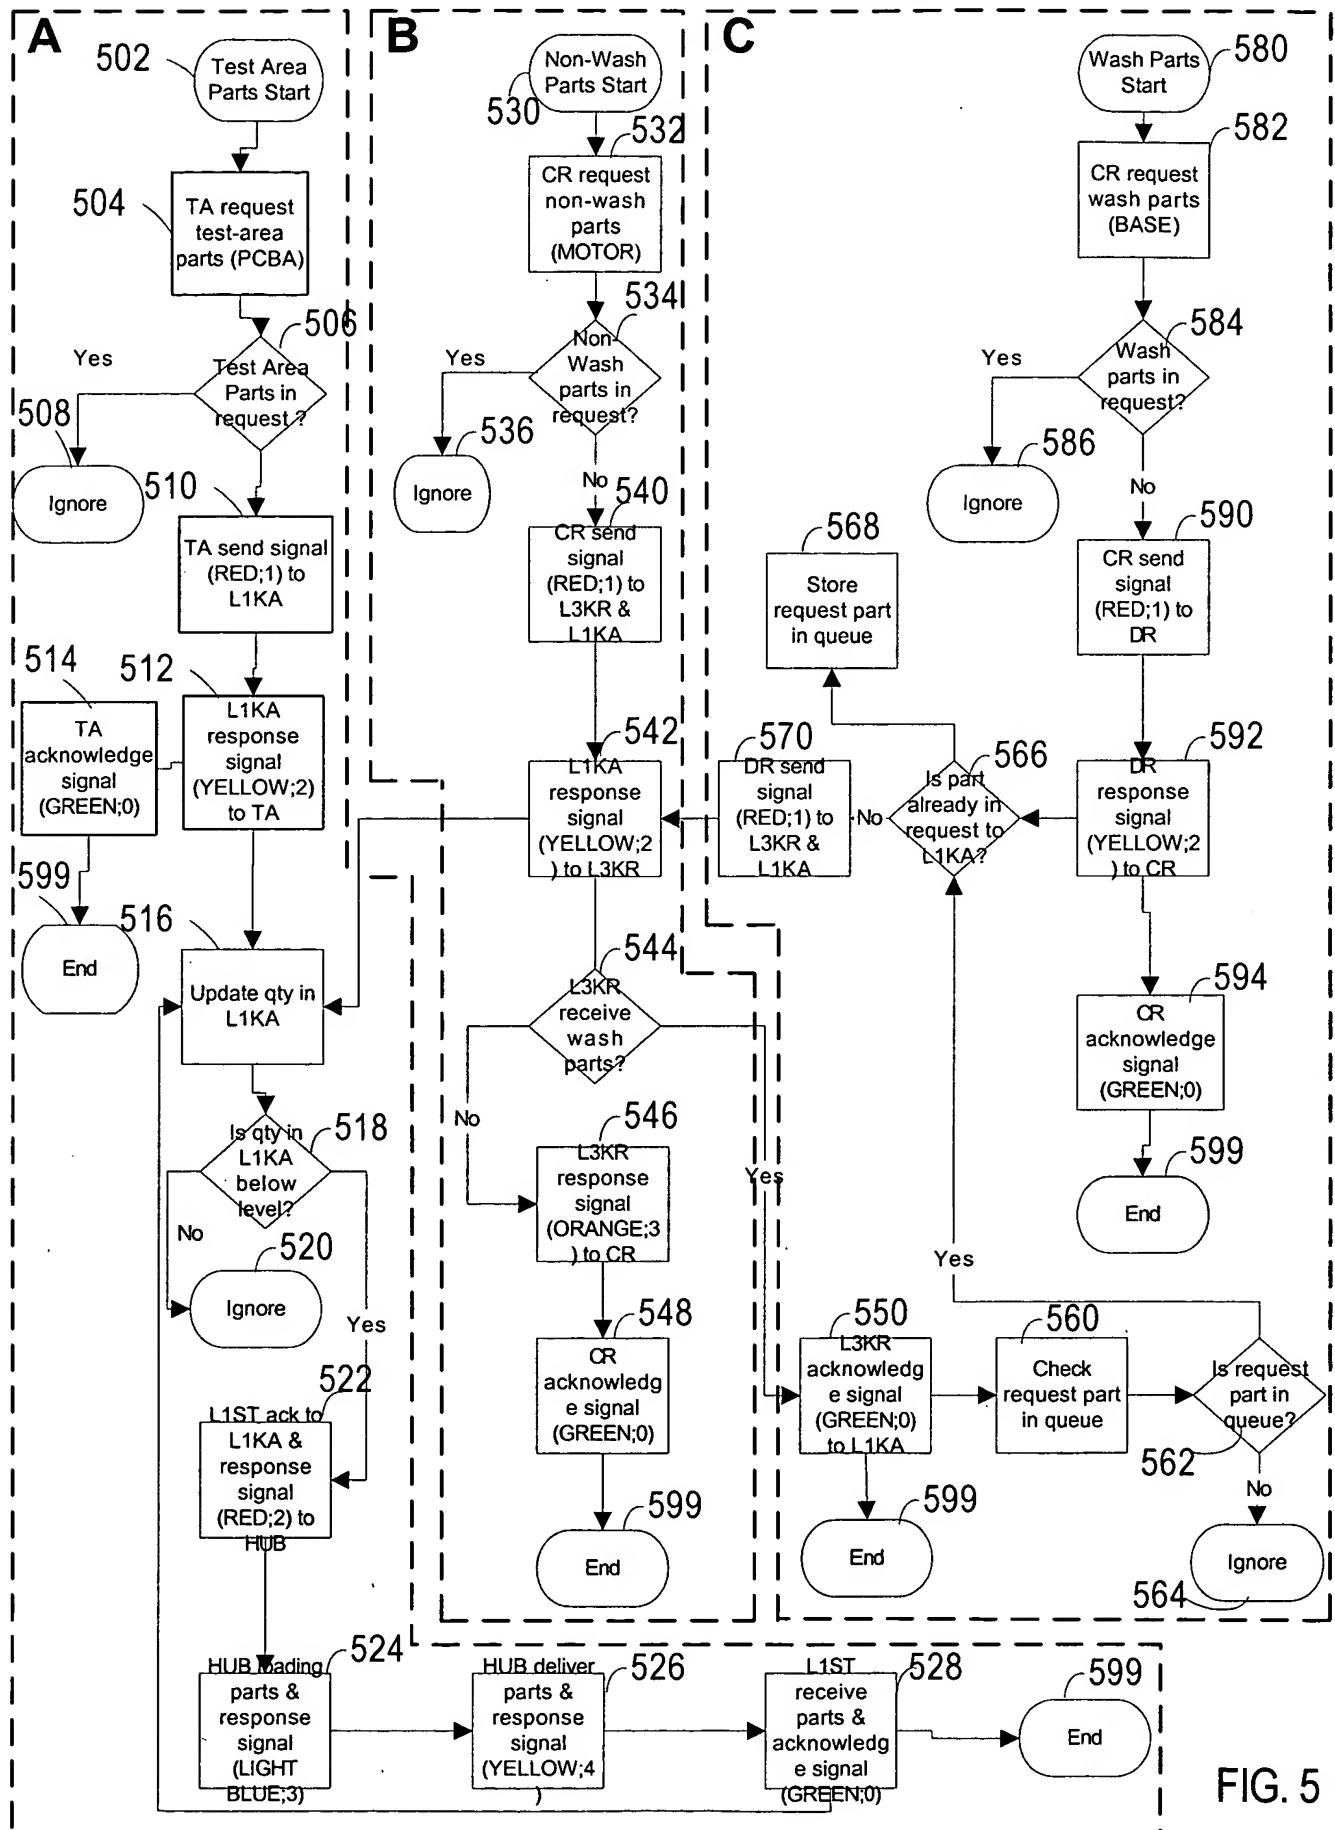 A
502
Test Area
Parts Start
504
TA request
test-area
parts (PCBA)
506
Test Area
Parts in
request ?
Yes
508
Ignore
510
TA send signal
(RED;1) to
L1KA
512
L1KA
response
signal
(YELLOW;2)
to TA
514
TA
acknowledge
signal
(GREEN;0)
599
End
516
Update qty in
L1KA
518
Is qty in
L1KA
below
level?
No
520
Ignore
Yes
522
L1ST ack to
L1KA &
response
signal
(RED;2) to
HUB
524
HUB loading
parts &
response
signal
(LIGHT
BLUE;3)
526
HUB deliver
parts &
response
signal
(YELLOW;4
)
528
L1ST
receive
parts &
acknowledg
e signal
(GREEN;0)
599
End
B
530
Non-Wash
Parts Start
532
CR request
non-wash
parts
(MOTOR)
534
Non-
Wash
parts in
request?
Yes
536
Ignore
No
540
CR send
signal
(RED;1) to
L3KR &
L1KA
542
L1KA
response
signal
(YELLOW;2
) to L3KR
544
L3KR
receive
wash
parts?
No
546
L3KR
response
signal
(ORANGE;3
) to CR
548
CR
acknowledg
e signal
(GREEN;0)
599
End
Yes
C
580
Wash Parts
Start
582
CR request
wash parts
(BASE)
584
Wash
parts in
request?
Yes
586
Ignore
No
590
CR send
signal
(RED;1) to
DR
592
DR
response
signal
(YELLOW;2
) to CR
594
CR
acknowledge
signal
(GREEN;0)
599
End
566
Is part
already in
request to
L1KA?
568
Store
request part
in queue
No
570
DR send
signal
(RED;1) to
L3KR &
L1KA
Yes
550
L3KR
acknowledg
e signal
(GREEN;0)
to L1KA
599
End
560
Check
request part
in queue
562
Is request
part in
queue?
No
564
Ignore
FIG. 5